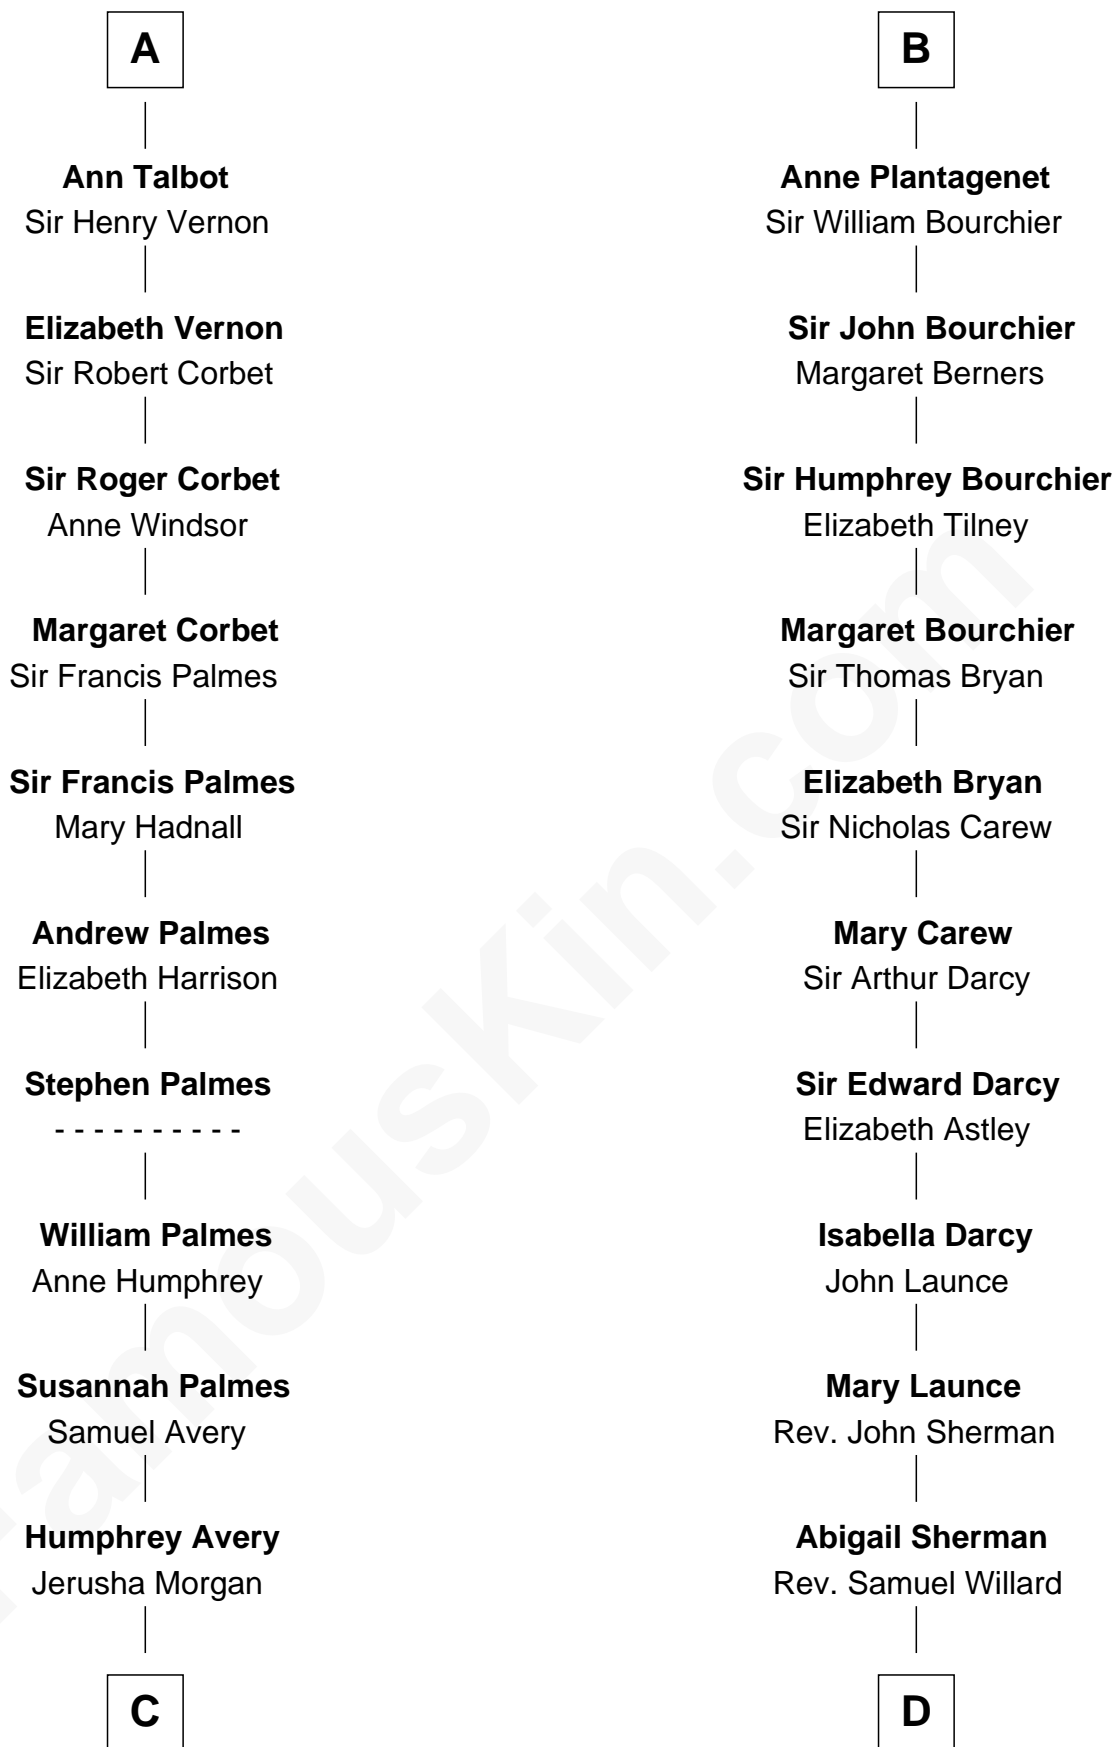 A
Ann Talbot
Sir Henry Vernon
Elizabeth Vernon
Sir Robert Corbet
Sir Roger Corbet
Anne Windsor
Margaret Corbet
Sir Francis Palmes
Sir Francis Palmes
Mary Hadnall
Andrew Palmes
Elizabeth Harrison
Stephen Palmes
- - - - - - - - - -
William Palmes
Anne Humphrey
Susannah Palmes
Samuel Avery
Humphrey Avery
Jerusha Morgan
C
B
Anne Plantagenet
Sir William Bourchier
Sir John Bourchier
Margaret Berners
Sir Humphrey Bourchier
Elizabeth Tilney
Margaret Bourchier
Sir Thomas Bryan
Elizabeth Bryan
Sir Nicholas Carew
Mary Carew
Sir Arthur Darcy
Sir Edward Darcy
Elizabeth Astley
Isabella Darcy
John Launce
Mary Launce
Rev. John Sherman
Abigail Sherman
Rev. Samuel Willard
D
FamousKin.com